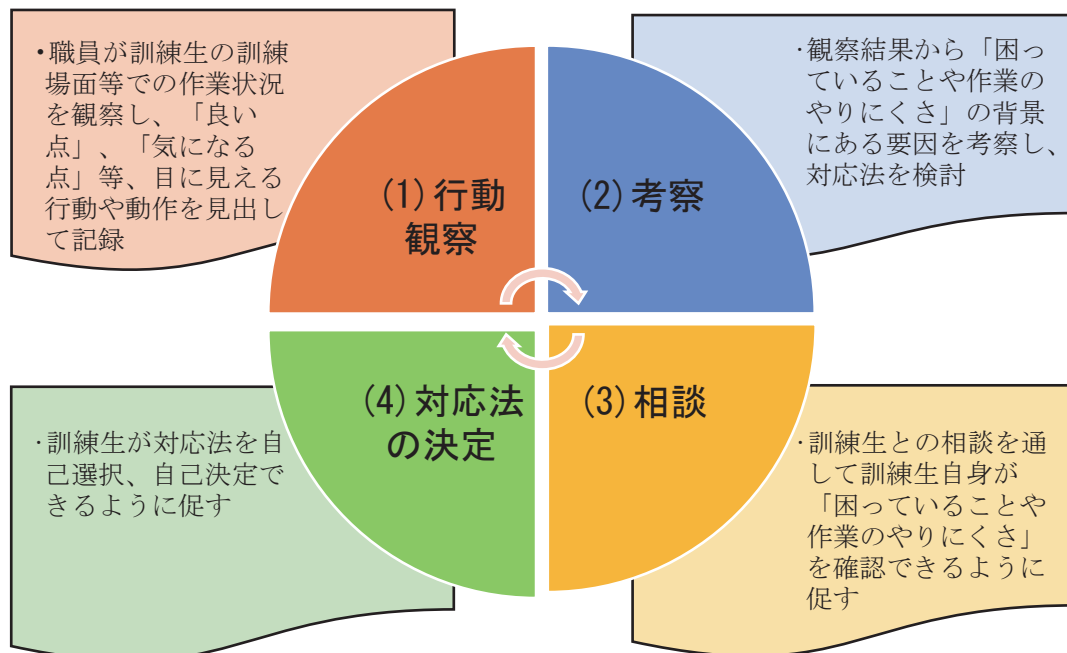 ・職員が訓練生の訓練
場面等での作業状況
を観察し、「良い
点」、「気になる
点」等、目に見える
行動や動作を見出し
て記録
(1)行動
観察
(2)考察
・観察結果から「困っ
ていることや作業の
やりにくさ」の背景
にある要因を考察し、
対応法を検討
・訓練生が対応法を自
己選択、自己決定で
きるように促す
(4)対応法
の決定
(3)相談
・訓練生との相談を通
して訓練生自身が
「困っていることや
作業のやりにくさ」
を確認できるように
促す